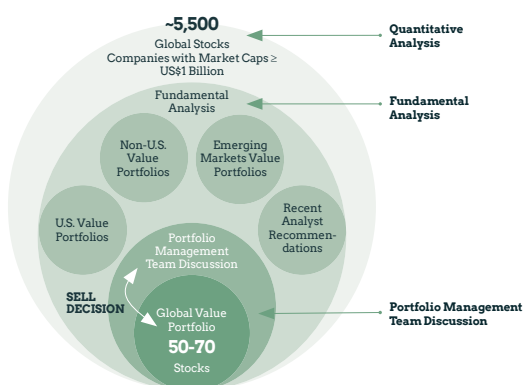 ~5,500
Global Stocks
Companies with Market Caps ≥
US$1 Billion
Quantitative
Analysis
Fundamental
Analysis
Fundamental
Analysis
Non-U.S.
Value
Portfolios
Emerging
Markets Value
Portfolios
U.S. Value
Portfolios
Recent
Analyst
Recommen-
dations
Portfolio
Management
Team Discussion
SELL
DECISION
Global Value
Portfolio
50-70
Stocks
Portfolio Management
Team Discussion